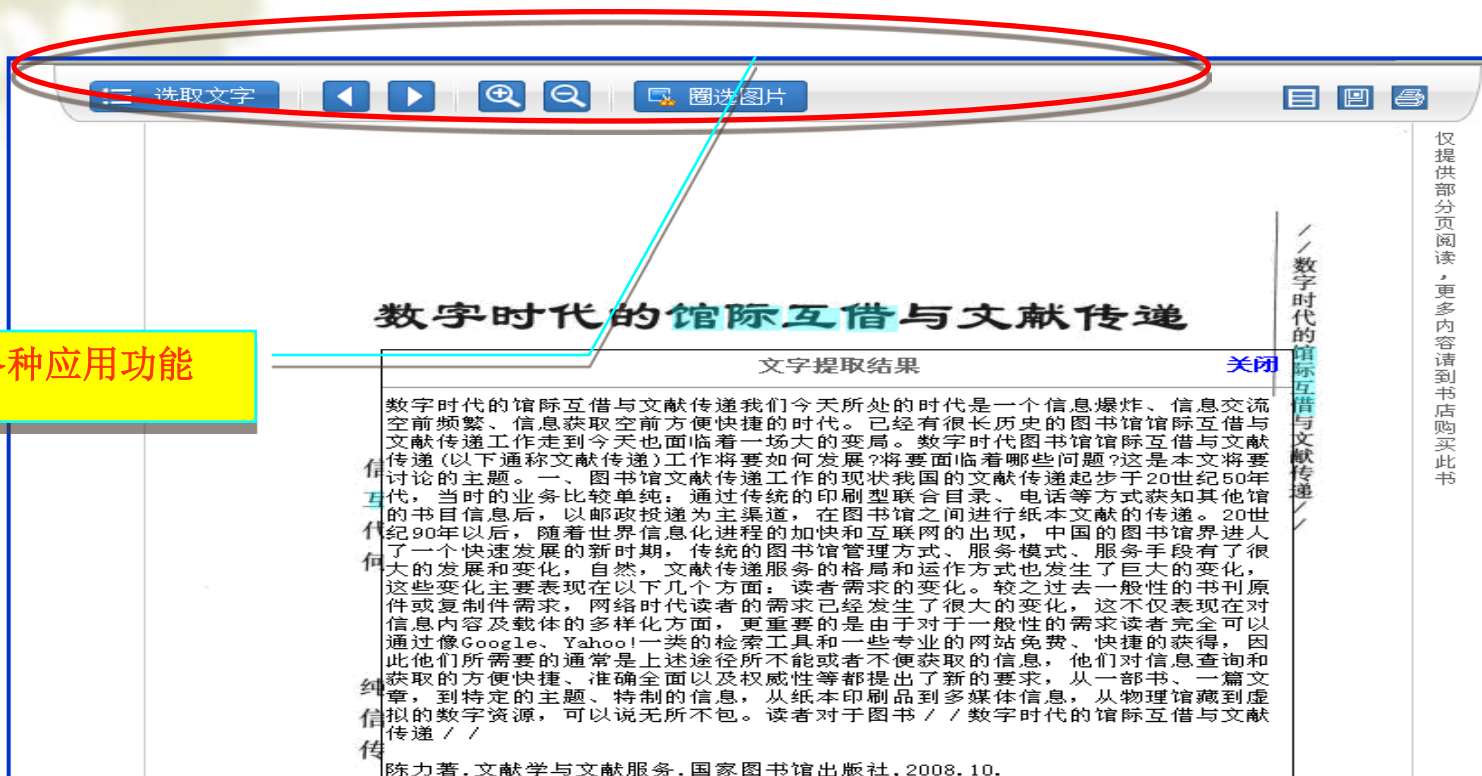 选取文字
圈选图片
数字时代的馆际互借与文献传递
种应用功能
文字提取结果
关闭
数字时代的馆际互借与文献传递我们今天所处的时代是一个信息爆炸、信息交流
空前频繁、信息获取空前方便快捷的时代。已经有很长历史的图书馆馆际互借与
文献传递工作走到今天也面临着一场大的变局。数字时代图书馆馆际互借与文献
传递(以下通称文献传递)工作将要如何发展?将要面临着哪些问题?这是本文将要
讨论的主题。一、图书馆文献传递工作的现状我国的文献传递起步于20世纪50年
代，当时的业务比较单纯：通过传统的印刷型联合目录、电话等方式获知其他馆
的书目信息后，以邮政投递为主渠道，在图书馆之间进行纸本文献的传递。20世
纪90年以后，随着世界信息化进程的加快和互联网的出现，中国的图书馆界进人
了一个快速发展的新时期，传统的图书馆管理方式、服务模式、服务手段有了很
大的发展和变化，自然，文献传递服务的格局和运作方式也发生了巨大的变化，
这些变化主要表现在以下几个方面：读者需求的变化。较之过去一般性的书刊原
件或复制件需求，网络时代读者的需求已经发生了很大的变化，这不仅表现在对
信息内容及载体的多样化方面，更重要的是由于对于一般性的需求读者完全可以
通过像Google、Yahoo!一类的检索工具和一些专业的网站免费、快捷的获得，因
此他们所需要的通常是上述途径所不能或者不便获取的信息，他们对信息查询和
获取的方便快捷、准确全面以及权威性等都提出了新的要求，从一部书、一篇文
章，到特定的主题、特制的信息，从纸本印刷品到多媒体信息，从物理馆藏到虚
拟的数字资源，可以说无所不包。读者对于图书//数字时代的馆际互借与文献
传递//
陈力著.文献学与文献服务.国家图书馆出版社,2008.10.
信
互
代
何
纯
信
传
//数字时代的馆际互借与文献传递//
仅提供部分页阅读，更多内容请到书店购买此书